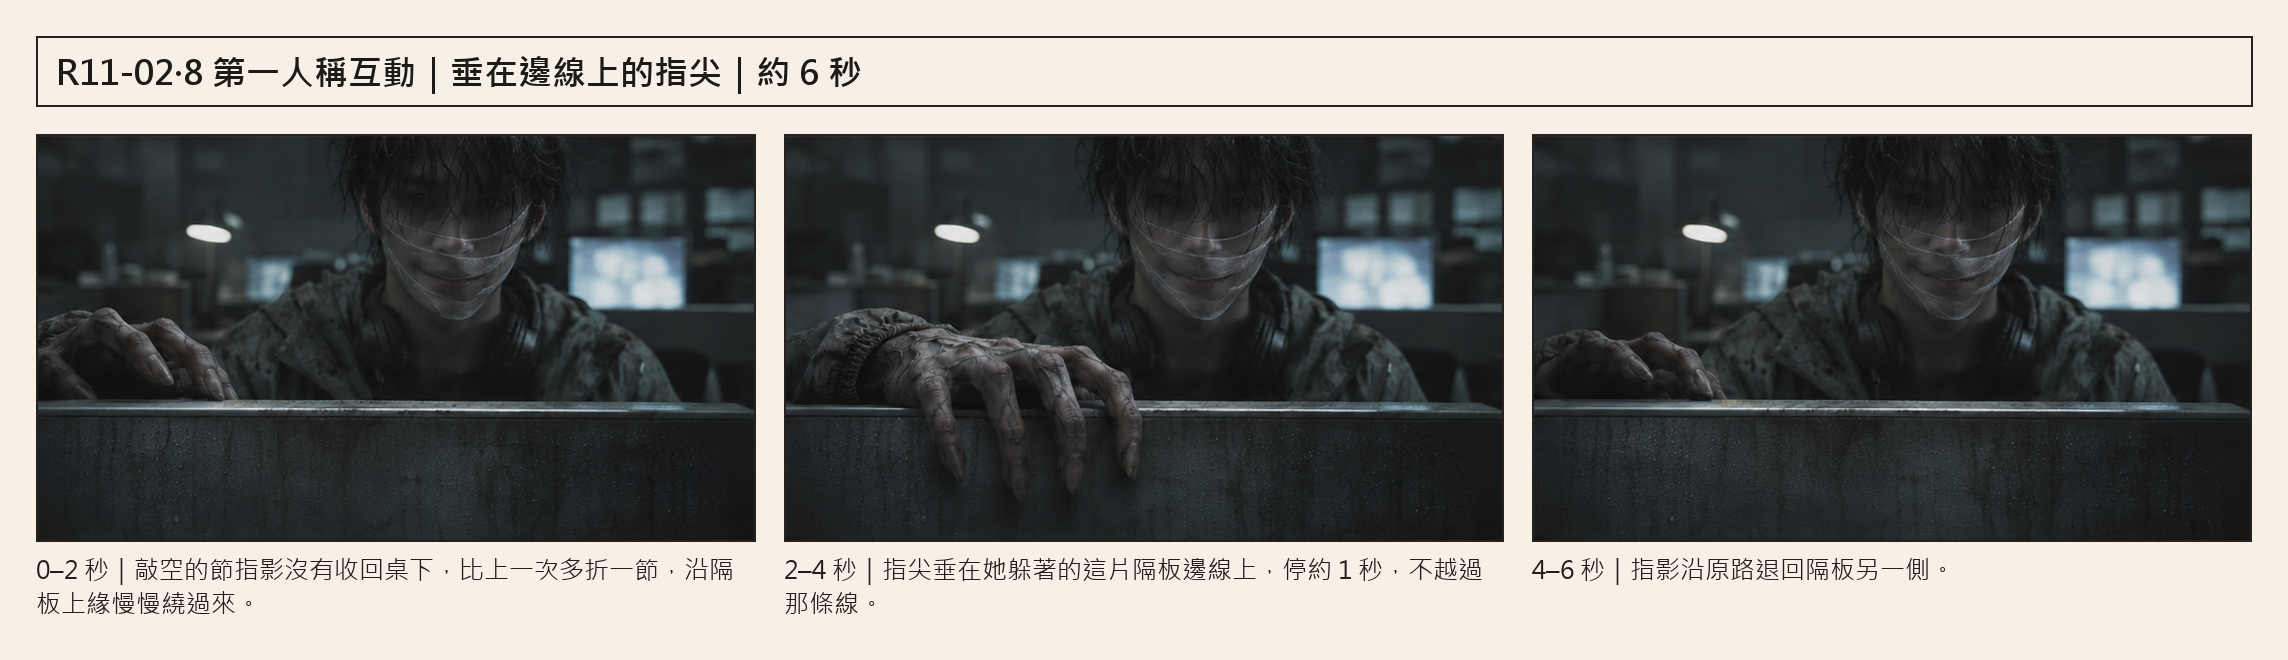 R11-02·8 第一人稱互動｜垂在邊線上的指尖｜約 6 秒
0–2 秒｜敲空的節指影沒有收回桌下，比上一次多折一節，沿隔
板上緣慢慢繞過來。
2–4 秒｜指尖垂在她躲著的這片隔板邊線上，停約 1 秒，不越過
那條線。
4–6 秒｜指影沿原路退回隔板另一側。